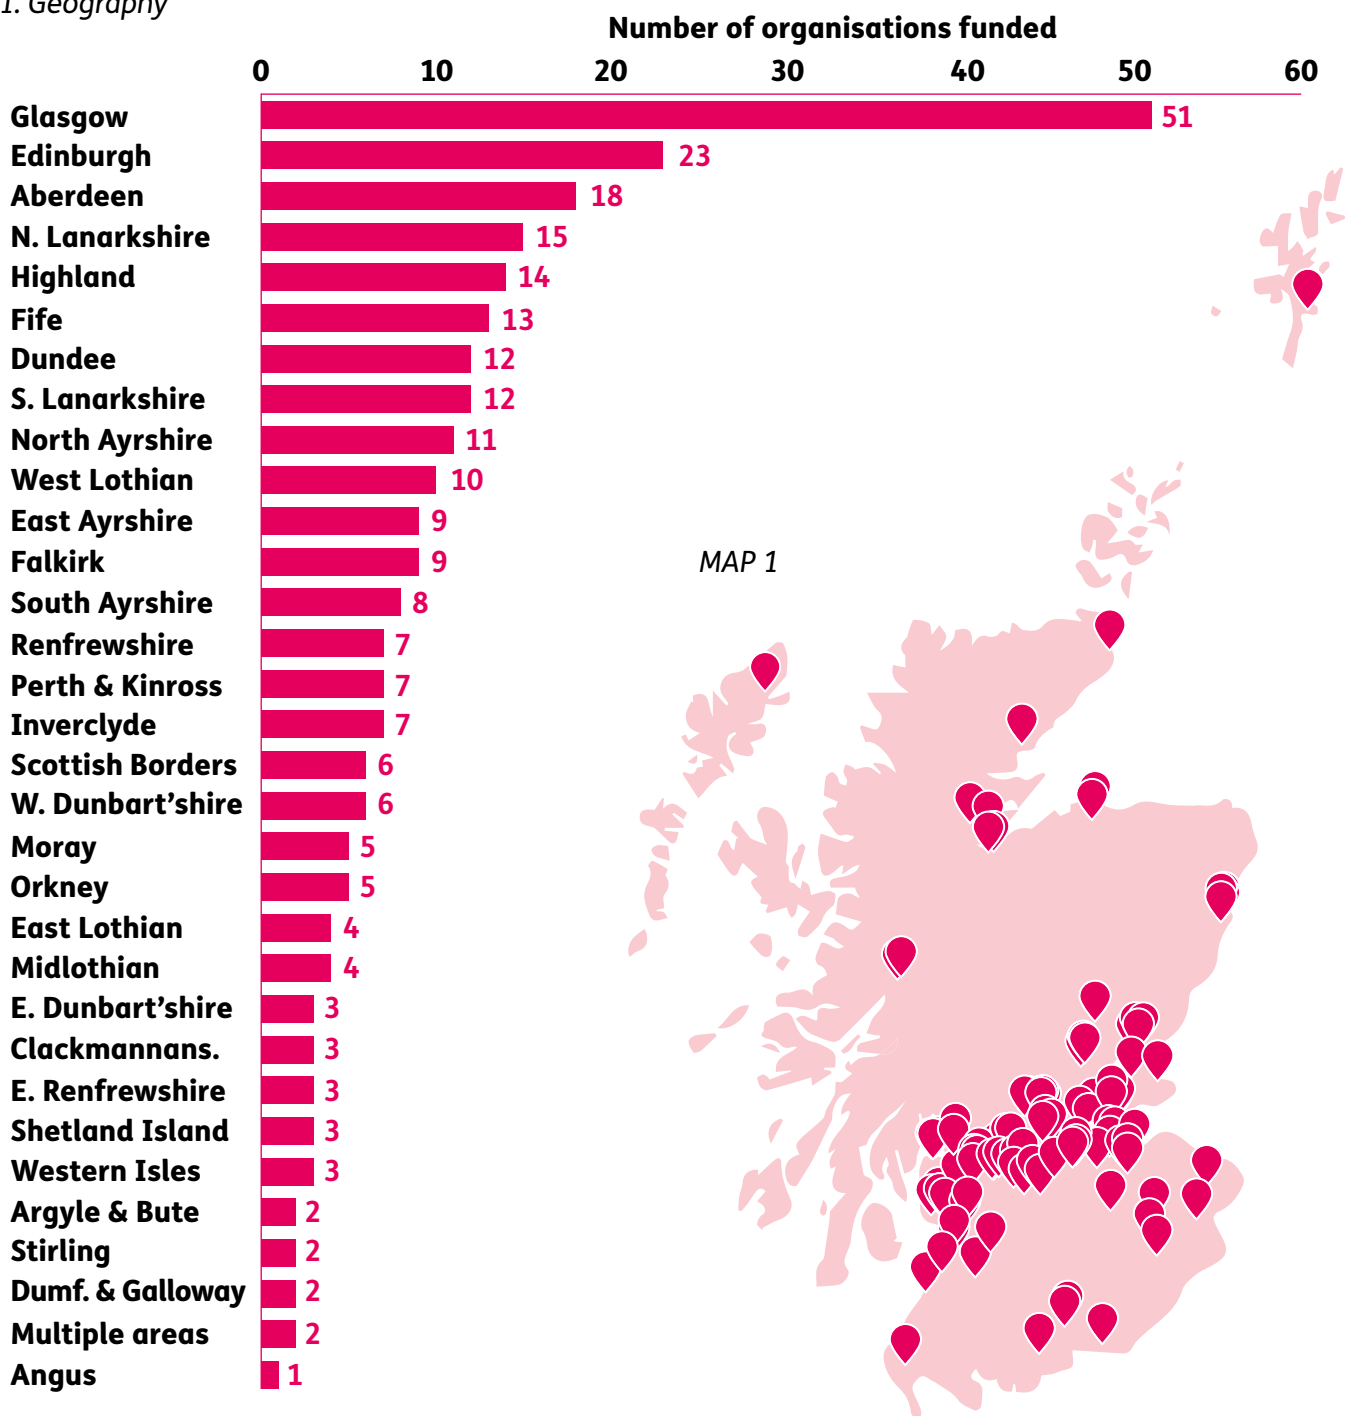 1. Geography
Number of organisations funded
0 10 20 30 40 50 60
Glasgow 51
Edinburgh 23
Aberdeen 18
N. Lanarkshire 15
Highland 14
Fife 13
Dundee 12
S. Lanarkshire 12
North Ayrshire 11
West Lothian 10
East Ayrshire 9
Falkirk 9
MAP 1
South Ayrshire 8
Renfrewshire 7
Perth & Kinross 7
Inverclyde 7
Scottish Borders 6
W. Dunbart’shire 6
Moray 5
Orkney 5
East Lothian 4
Midlothian 4
E. Dunbart’shire 3
Clackmannans. 3
E. Renfrewshire 3
Shetland Island 3
Western Isles 3
Argyle & Bute 2
Stirling 2
Dumf. & Galloway 2
Multiple areas 2
Angus 1